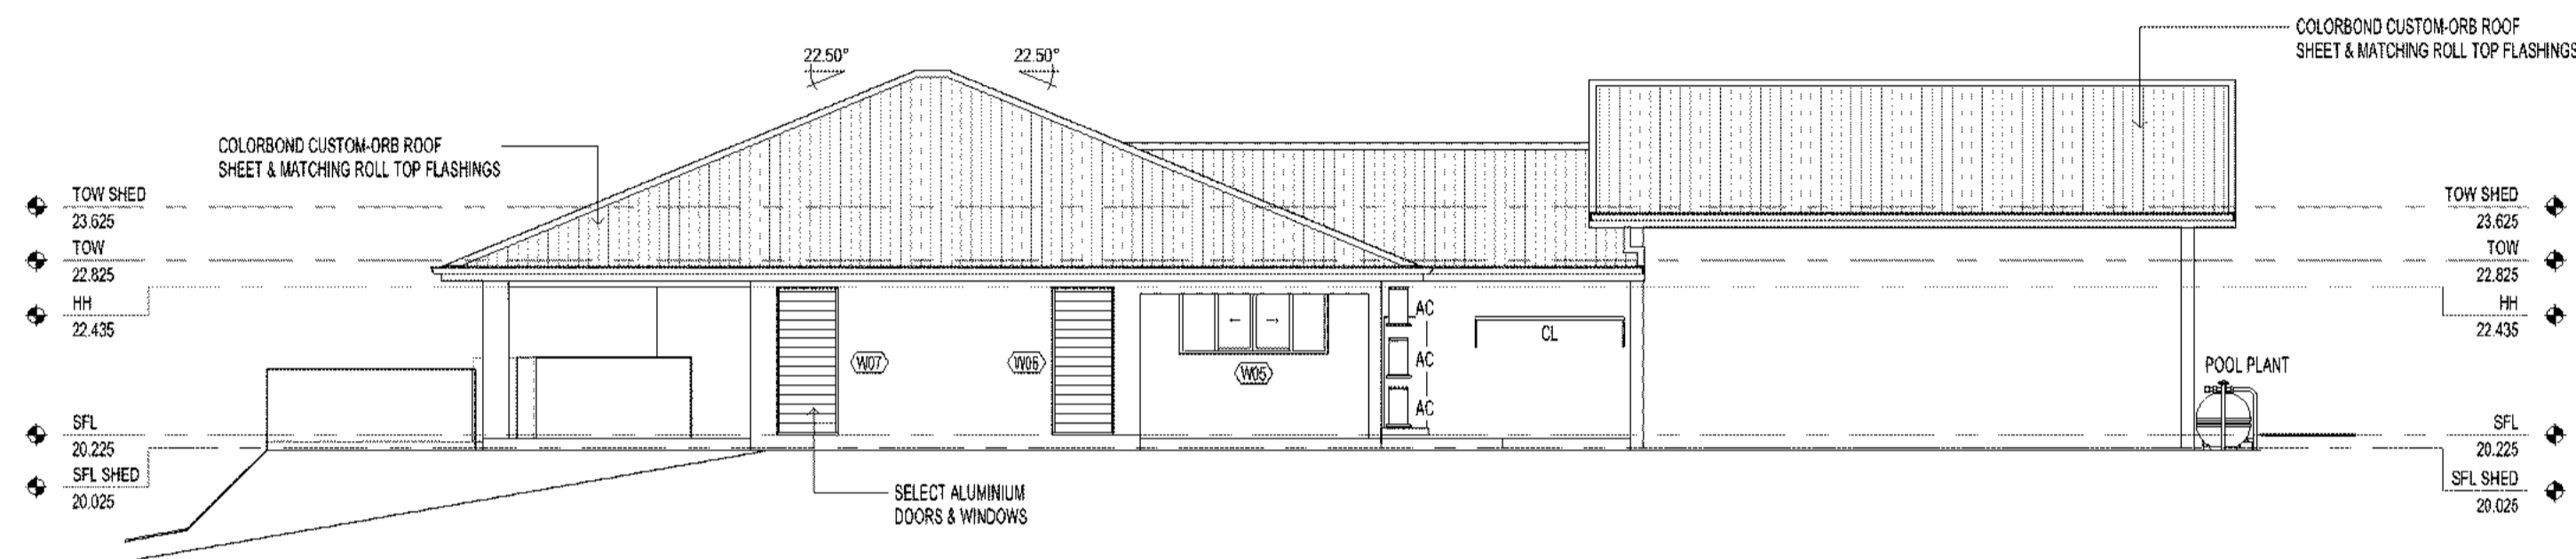 22.50°
22.50°
COLORBOND CUSTOM-ORB ROOF
SHEET & MATCHING ROLL TOP FLASHINGS
COLORBOND CUSTOM-ORB ROOF
SHEET & MATCHING ROLL TOP FLASHINGS
TOW SHED
23.625
TOW
22.825
HH
22.435
SFL
20.225
SFL SHED
20.025
W07
W06
W05
AC
AC
AC
CL
POOL PLANT
SELECT ALUMINIUM
DOORS & WINDOWS
TOW SHED
23.625
TOW
22.825
HH
22.435
SFL
20.225
SFL SHED
20.025